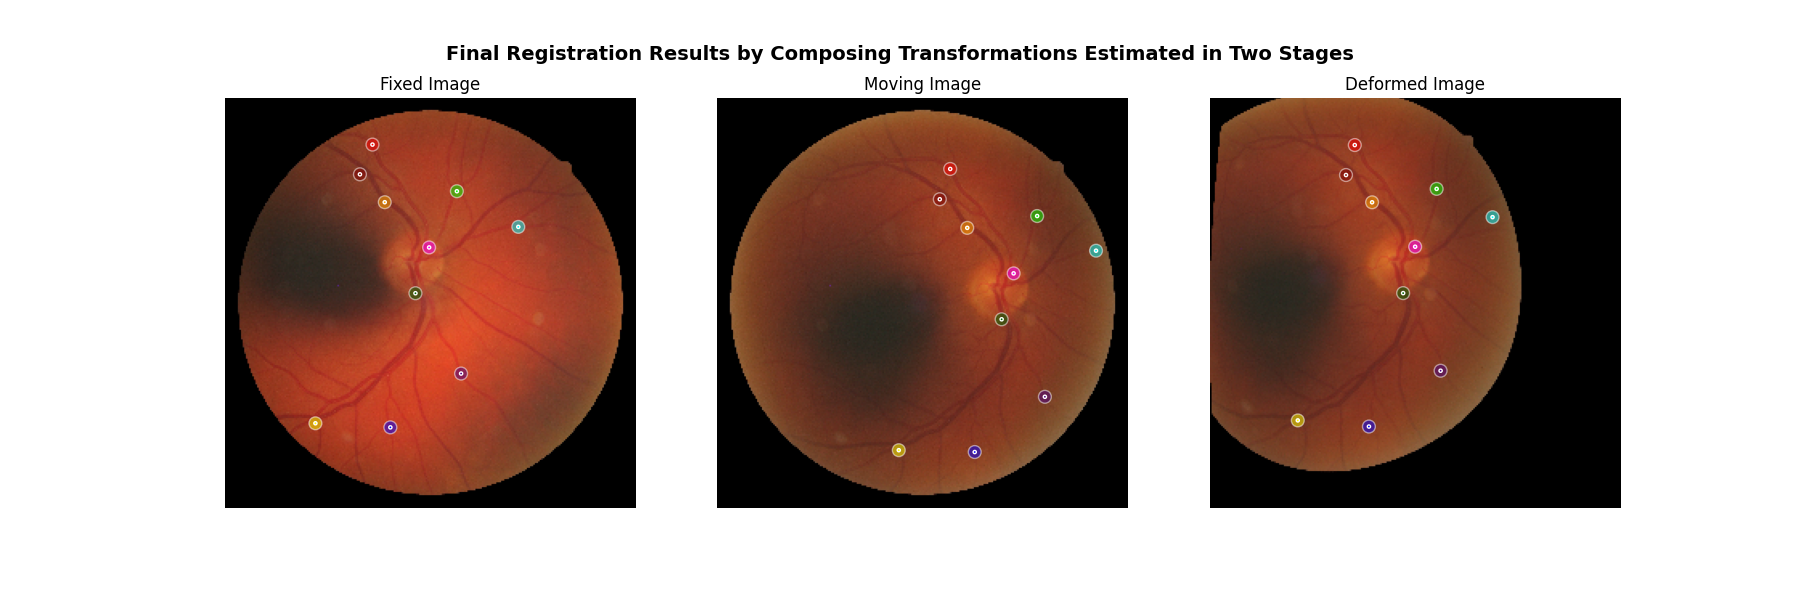 Final Registration Results by Composing Transformations Estimated in Two Stages
Fixed Image
Moving Image
Deformed Image